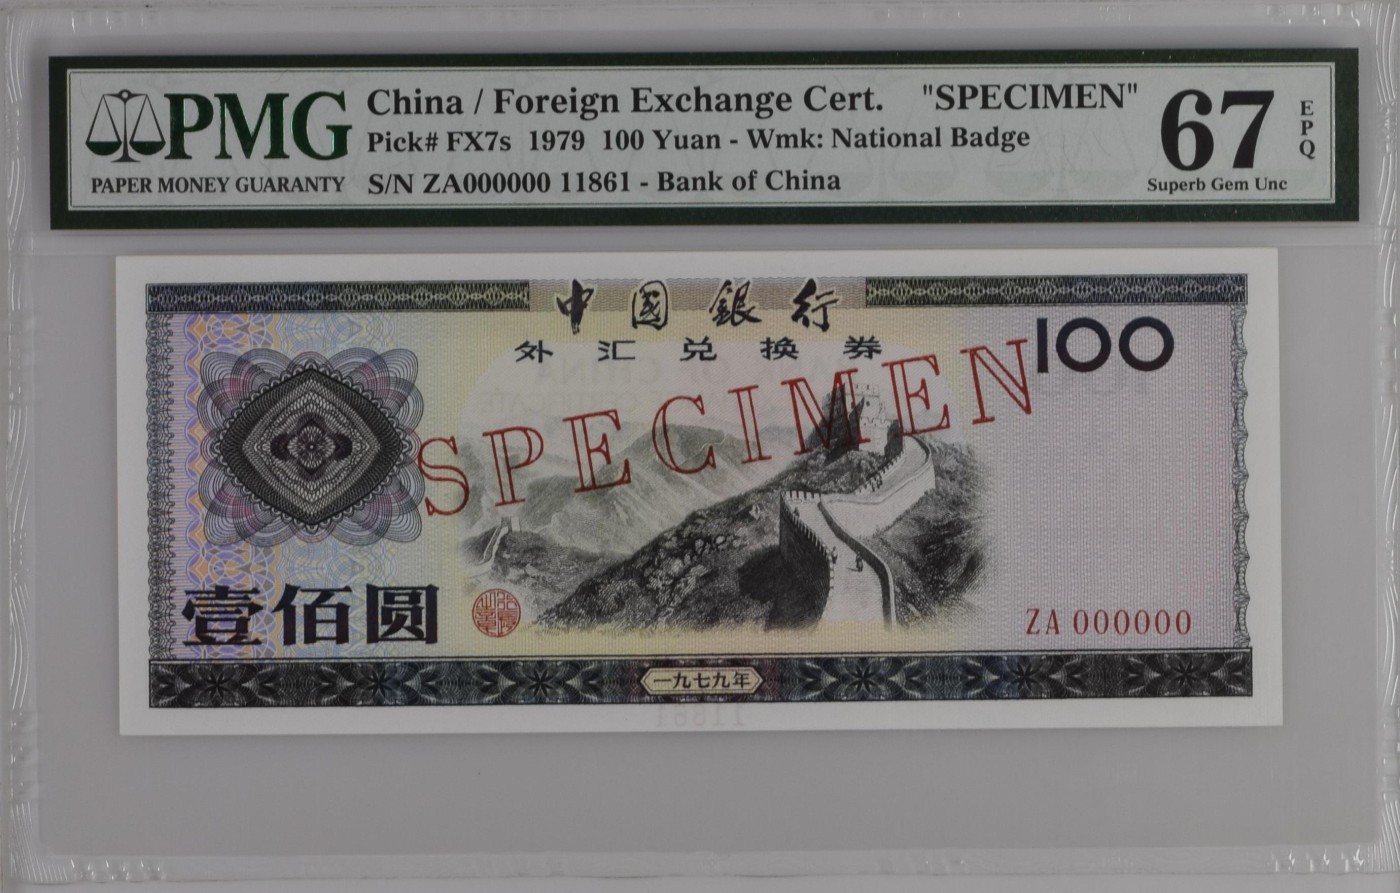 PMG
PAPER MONEY GUARANTY
China / Foreign Exchange Cert. "SPECIMEN"
Pick# FX7s 1979 100 Yuan - Wmk: National Badge
S/N ZA000000 11861 - Bank of China
67
EPQ
Superb Gem Unc
中國銀行
外汇兑换券
100
SPECIMEN
壹佰圆
ZA 000000
一九七九年
11861